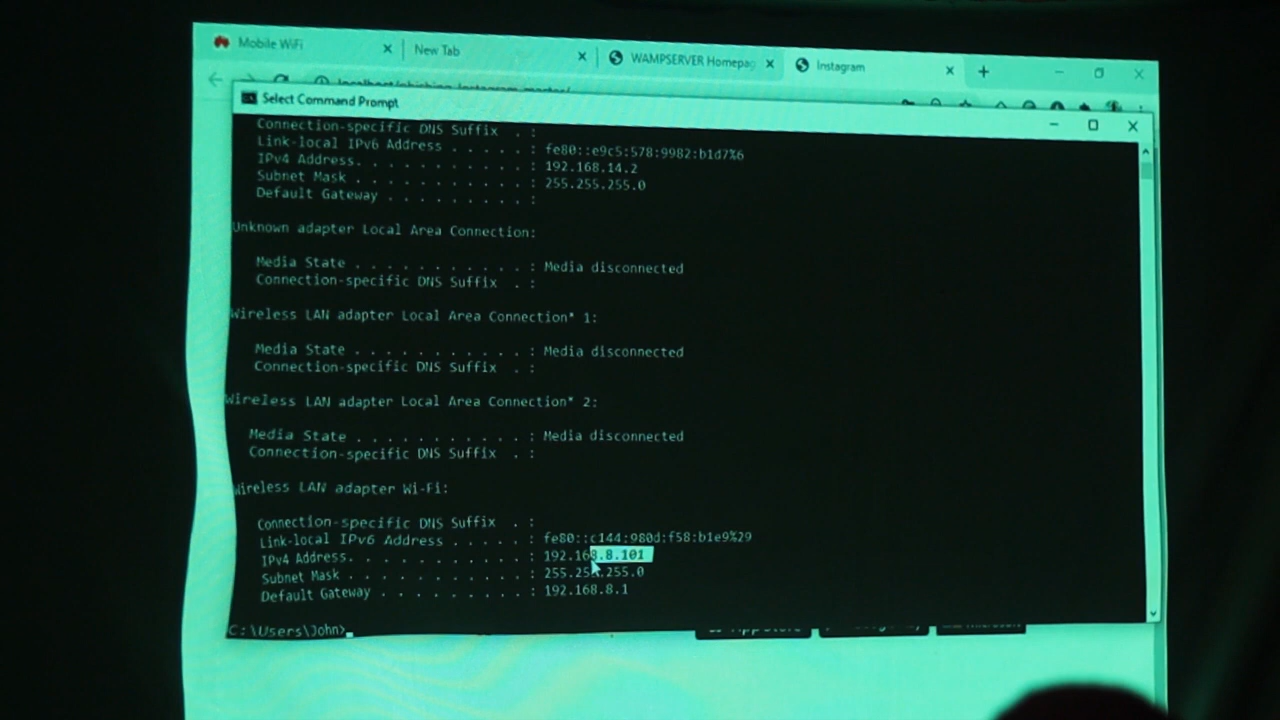 Mobile WiFi
New Tab
WAMPSERVER Homepag
Instagram
Select Command Prompt
Connection-specific DNS Suffix . :
Link-local IPv6 Address . . . . . : fe80::e9c5:578:9982:b1d7%6
IPv4 Address. . . . . . . . . . . : 192.168.14.2
Subnet Mask . . . . . . . . . . . : 255.255.255.0
Default Gateway . . . . . . . . . :
Unknown adapter Local Area Connection:
Media State . . . . . . . . . . . : Media disconnected
Connection-specific DNS Suffix . :
Wireless LAN adapter Local Area Connection* 1:
Media State . . . . . . . . . . . : Media disconnected
Connection-specific DNS Suffix . :
Wireless LAN adapter Local Area Connection* 2:
Media State . . . . . . . . . . . : Media disconnected
Connection-specific DNS Suffix . :
Wireless LAN adapter Wi-Fi:
Connection-specific DNS Suffix . :
Link-local IPv6 Address . . . . . : fe80::c144:980d:f58:b1e9%29
IPv4 Address. . . . . . . . . . . : 192.168.8.101
Subnet Mask . . . . . . . . . . . : 255.255.255.0
Default Gateway . . . . . . . . . : 192.168.8.1
C:\Users\John>